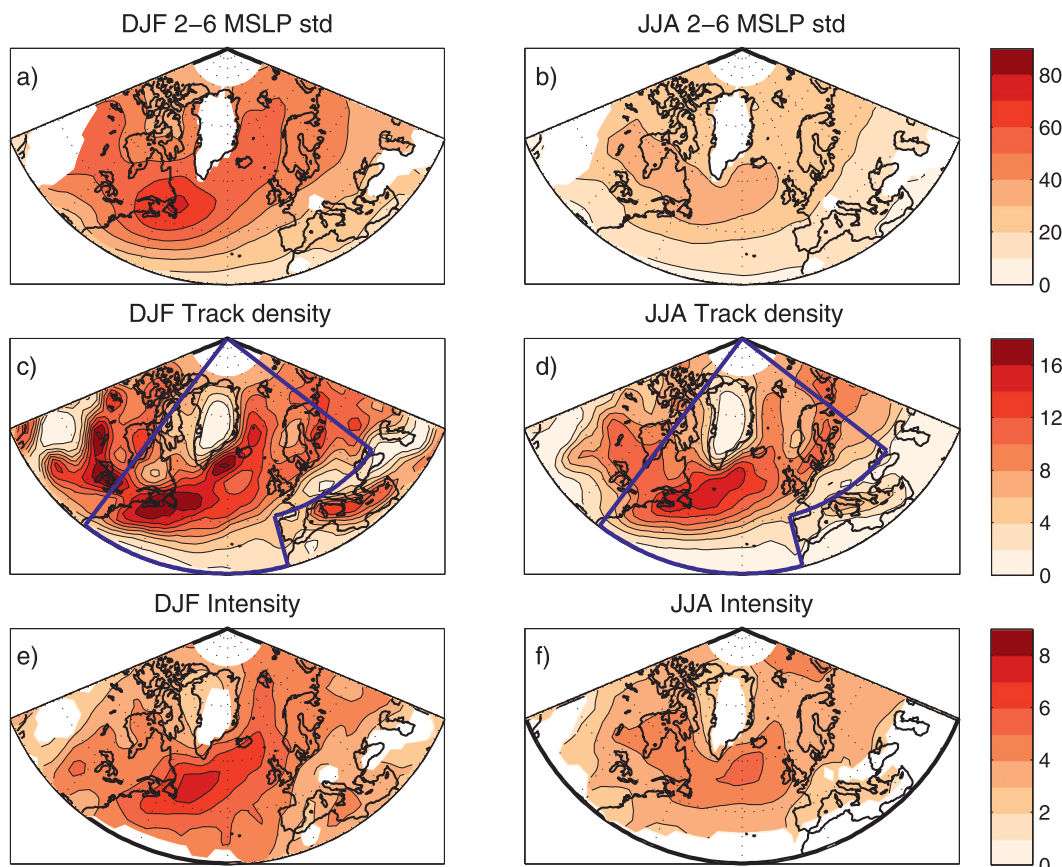 DJF 2–6 MSLP std
JJA 2–6 MSLP std
a)
b)
80
60
40
20
0
DJF Track density
JJA Track density
c)
d)
16
12
8
4
0
DJF Intensity
JJA Intensity
e)
f)
8
6
4
2
0